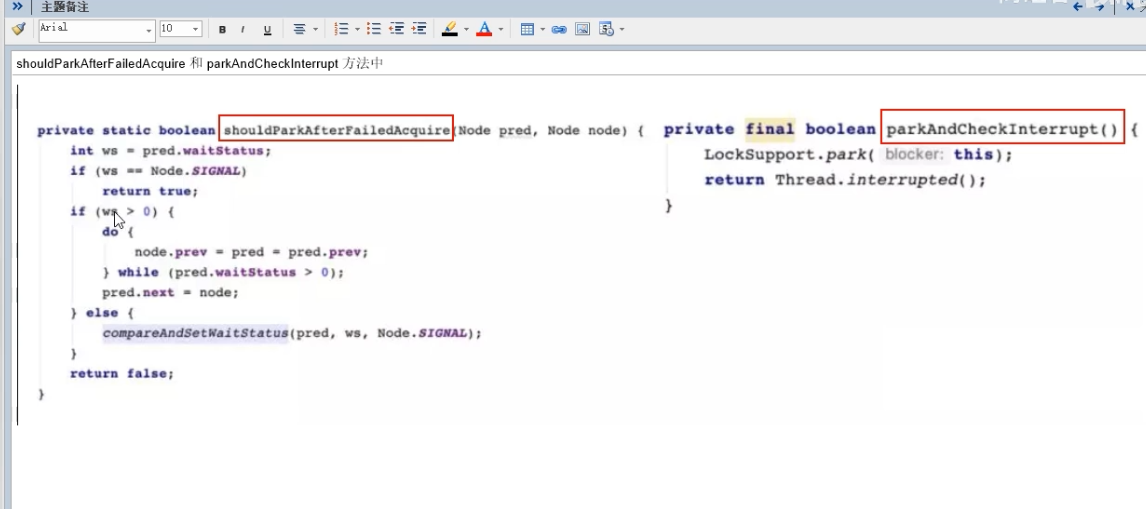 主题备注
Arial
10
B I U
A
shouldParkAfterFailedAcquire 和 parkAndCheckInterrupt 方法中
private static boolean shouldParkAfterFailedAcquire(Node pred, Node node) {
int ws = pred.waitStatus;
if (ws == Node.SIGNAL)
return true;
if (ws > 0) {
do {
node.prev = pred = pred.prev;
} while (pred.waitStatus > 0);
pred.next = node;
} else {
compareAndSetWaitStatus(pred, ws, Node.SIGNAL);
}
return false;
}
private final boolean parkAndCheckInterrupt() {
LockSupport.park( blocker: this);
return Thread.interrupted();
}